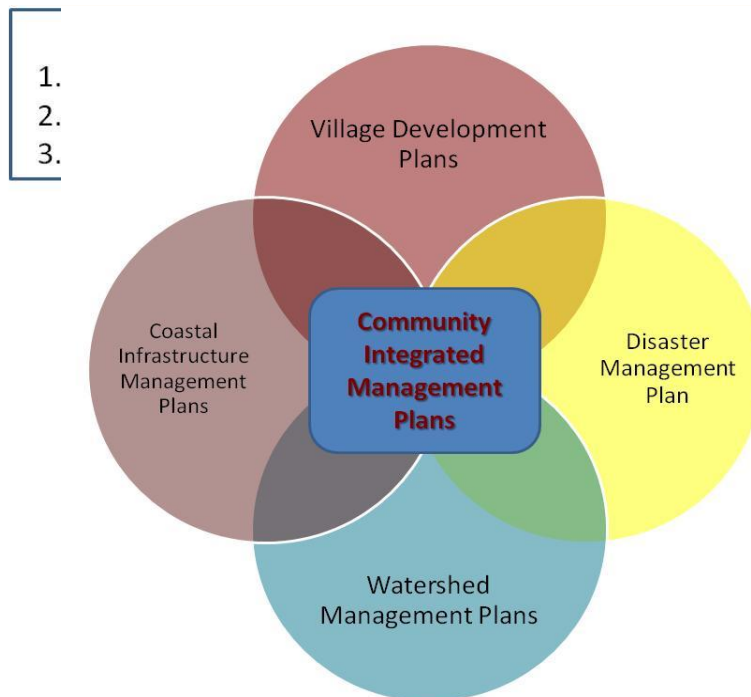 1.
2.
3.
Village Development
Plans
Coastal
Infrastructure
Management
Plans
Community
Integrated
Management
Plans
Disaster
Management
Plan
Watershed
Management Plans